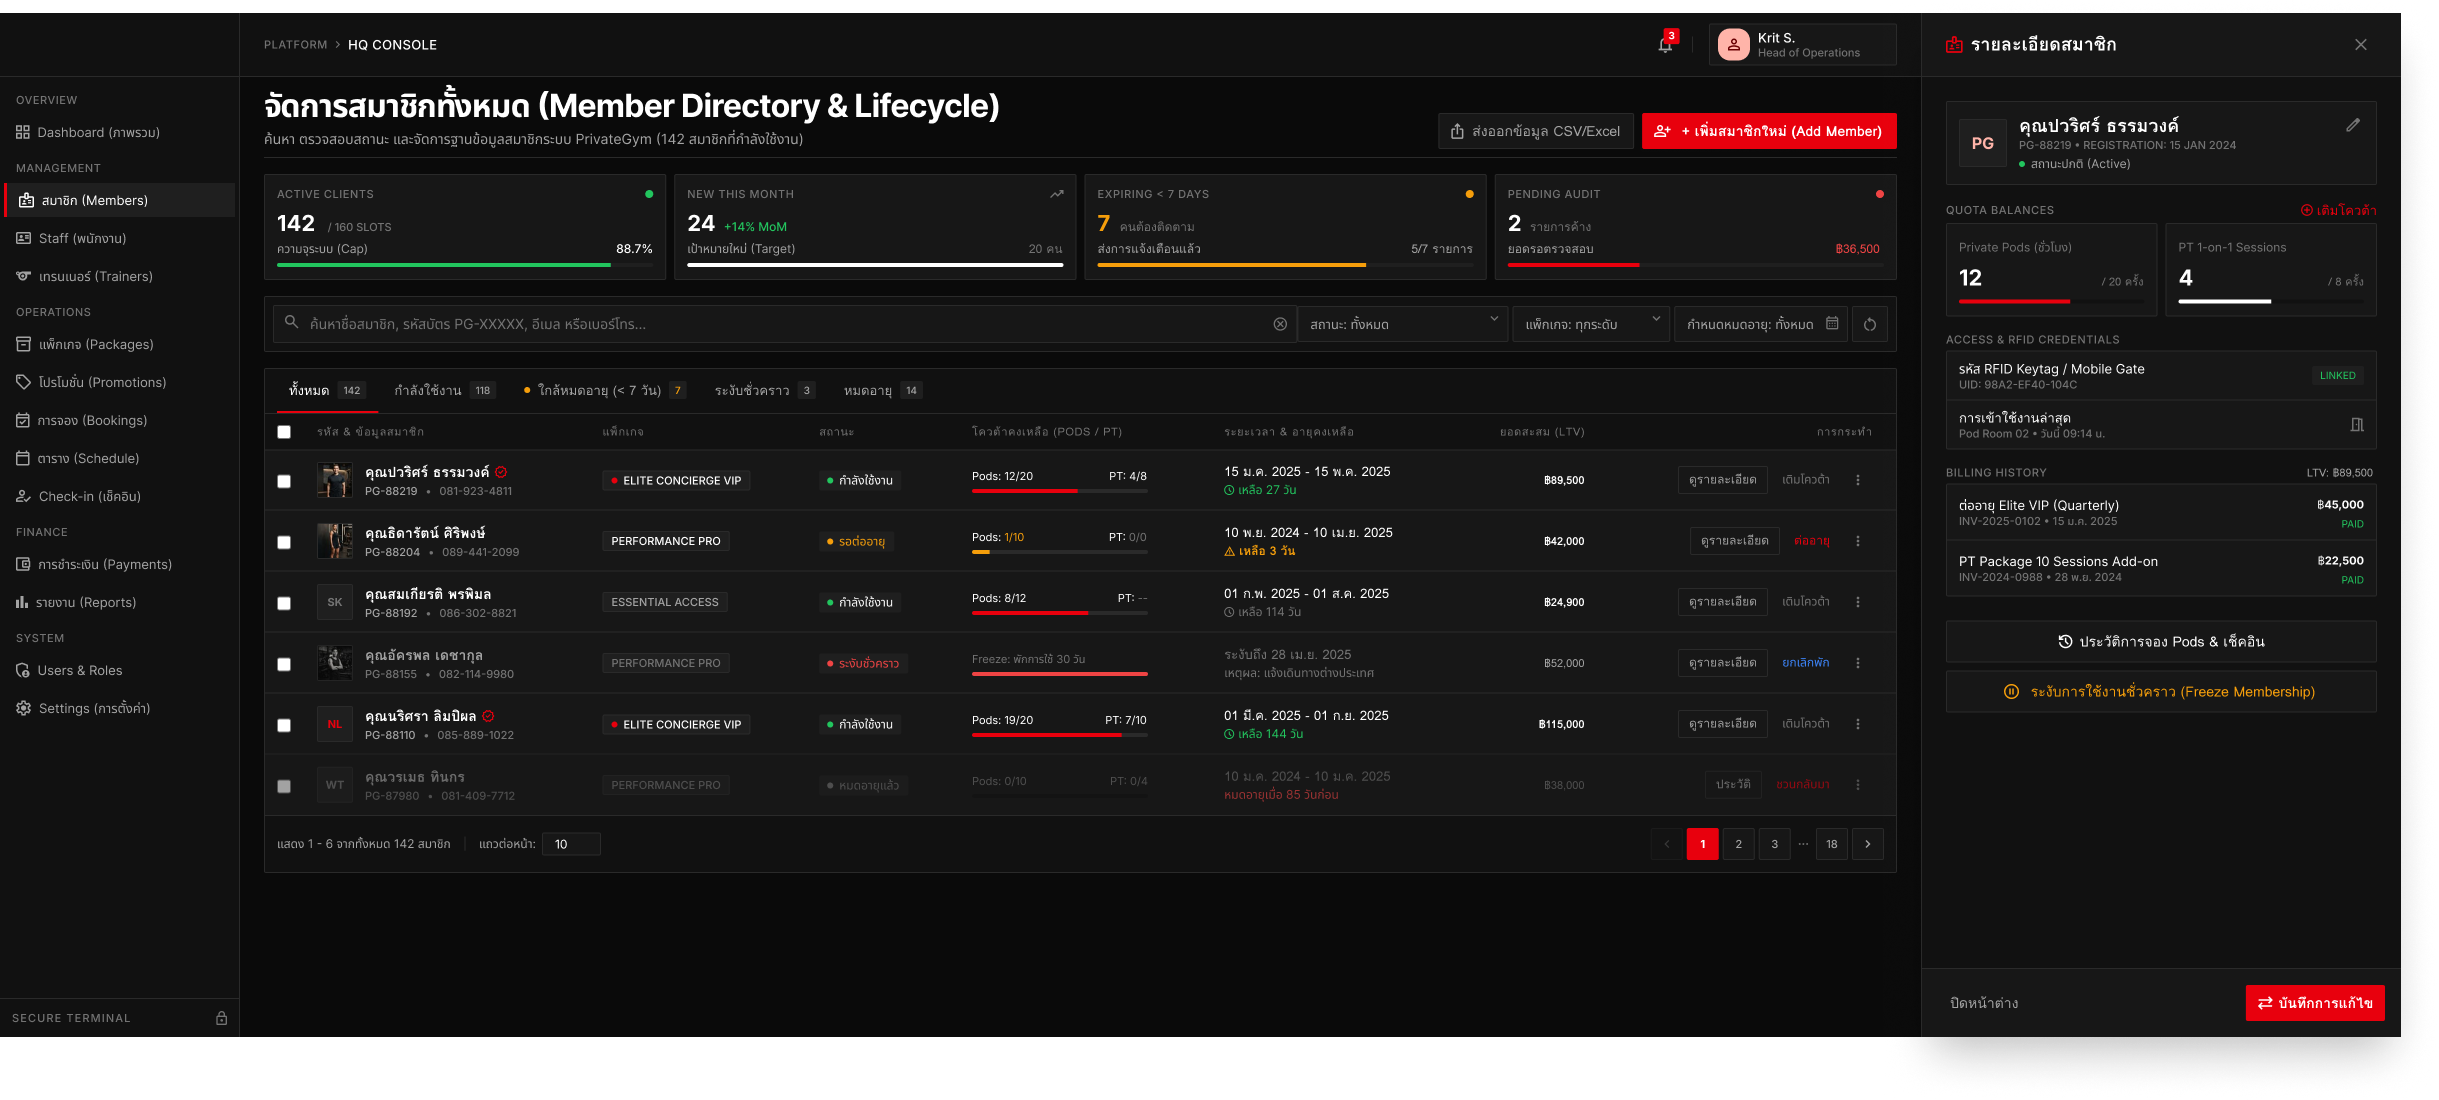 PLATFORM > HQ CONSOLE
3
Krit S.
Head of Operations
OVERVIEW
Dashboard (ภาพรวม)
MANAGEMENT
สมาชิก (Members)
Staff (พนักงาน)
เทรนเนอร์ (Trainers)
OPERATIONS
แพ็กเกจ (Packages)
โปรโมชั่น (Promotions)
การจอง (Bookings)
ตาราง (Schedule)
Check-in (เช็คอิน)
FINANCE
การชำระเงิน (Payments)
รายงาน (Reports)
SYSTEM
Users & Roles
Settings (การตั้งค่า)
SECURE TERMINAL
จัดการสมาชิกทั้งหมด (Member Directory & Lifecycle)
ค้นหา ตรวจสอบสถานะ และจัดการฐานข้อมูลสมาชิกระบบ PrivateGym (142 สมาชิกที่กำลังใช้งาน)
ส่งออกข้อมูล CSV/Excel
+ เพิ่มสมาชิกใหม่ (Add Member)
ACTIVE CLIENTS
142 / 160 SLOTS
ความจุระบบ (Cap) 88.7%
NEW THIS MONTH
24 +14% MoM
เป้าหมายใหม่ (Target) 20 คน
EXPIRING < 7 DAYS
7 คนต้องติดตาม
ส่งการแจ้งเตือนแล้ว 5/7 รายการ
PENDING AUDIT
2 รายการค้าง
ยอดรอตรวจสอบ ฿36,500
ค้นหาชื่อสมาชิก, รหัสบัตร PG-XXXXX, อีเมล หรือเบอร์โทร...
สถานะ: ทั้งหมด
แพ็กเกจ: ทุกระดับ
กำหนดหมดอายุ: ทั้งหมด
ทั้งหมด 142
กำลังใช้งาน 118
ใกล้หมดอายุ (< 7 วัน) 7
ระงับชั่วคราว 3
หมดอายุ 14
รหัส & ข้อมูลสมาชิก แพ็กเกจ สถานะ โควต้าคงเหลือ (PODS / PT) ระยะเวลา & อายุคงเหลือ ยอดสะสม (LTV) การกระทำ
คุณปวริศร์ ธรรมวงค์
PG-88219 • 081-923-4811
ELITE CONCIERGE VIP
กำลังใช้งาน
Pods: 12/20 PT: 4/8
15 ม.ค. 2025 - 15 พ.ค. 2025
เหลือ 27 วัน
฿89,500
ดูรายละเอียด เติมโควต้า
คุณธิดารัตน์ ศิริพงษ์
PG-88204 • 089-441-2099
PERFORMANCE PRO
รอต่ออายุ
Pods: 1/10 PT: 0/0
10 พ.ย. 2024 - 10 เม.ย. 2025
เหลือ 3 วัน
฿42,000
ดูรายละเอียด ต่ออายุ
SK
คุณสมเกียรติ พรพิมล
PG-88192 • 086-302-8821
ESSENTIAL ACCESS
กำลังใช้งาน
Pods: 8/12 PT: --
01 ก.พ. 2025 - 01 ส.ค. 2025
เหลือ 114 วัน
฿24,900
ดูรายละเอียด เติมโควต้า
คุณอัครพล เดชากุล
PG-88155 • 082-114-9980
PERFORMANCE PRO
ระงับชั่วคราว
Freeze: พักการใช้ 30 วัน
ระงับถึง 28 เม.ย. 2025
เหตุผล: แจ้งเดินทางต่างประเทศ
฿52,000
ดูรายละเอียด ยกเลิกพัก
NL
คุณนริศรา ลิมปิผล
PG-88110 • 085-889-1022
ELITE CONCIERGE VIP
กำลังใช้งาน
Pods: 19/20 PT: 7/10
01 มี.ค. 2025 - 01 ก.ย. 2025
เหลือ 144 วัน
฿115,000
ดูรายละเอียด เติมโควต้า
WT
คุณวรเมธ ทินกร
PG-87980 • 081-409-7712
PERFORMANCE PRO
หมดอายุแล้ว
Pods: 0/10 PT: 0/4
10 ม.ค. 2024 - 10 ม.ค. 2025
หมดอายุเมื่อ 85 วันก่อน
฿38,000
ประวัติ ชวนกลับมา
แสดง 1 - 6 จากทั้งหมด 142 สมาชิก
แถวต่อหน้า: 10
< 1 2 3 ... 18 >
รายละเอียดสมาชิก
PG
คุณปวริศร์ ธรรมวงค์
PG-88219 • REGISTRATION: 15 JAN 2024
สถานะปกติ (Active)
QUOTA BALANCES
เติมโควต้า
Private Pods (ชั่วโมง)
12 / 20 ครั้ง
PT 1-on-1 Sessions
4 / 8 ครั้ง
ACCESS & RFID CREDENTIALS
รหัส RFID Keytag / Mobile Gate
UID: 98A2-EF40-104C
LINKED
การเข้าใช้งานล่าสุด
Pod Room 02 • วันนี้ 09:14 น.
BILLING HISTORY LTV: ฿89,500
ต่ออายุ Elite VIP (Quarterly) ฿45,000
INV-2025-0102 • 15 ม.ค. 2025 PAID
PT Package 10 Sessions Add-on ฿22,500
INV-2024-0988 • 28 พ.ย. 2024 PAID
ประวัติการจอง Pods & เช็คอิน
ระงับการใช้งานชั่วคราว (Freeze Membership)
ปิดหน้าต่าง
บันทึกการแก้ไข